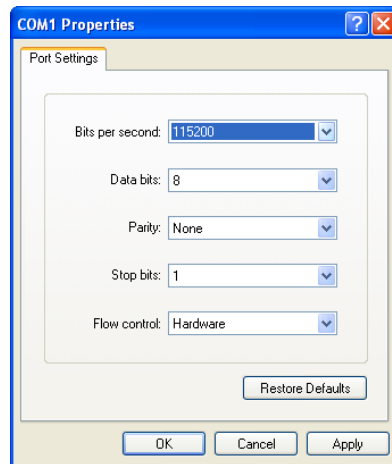 COM1 Properties
Port Settings
Bits per second: 115200
Data bits: 8
Parity: None
Stop bits: 1
Flow control: Hardware
Restore Defaults
OK Cancel Apply